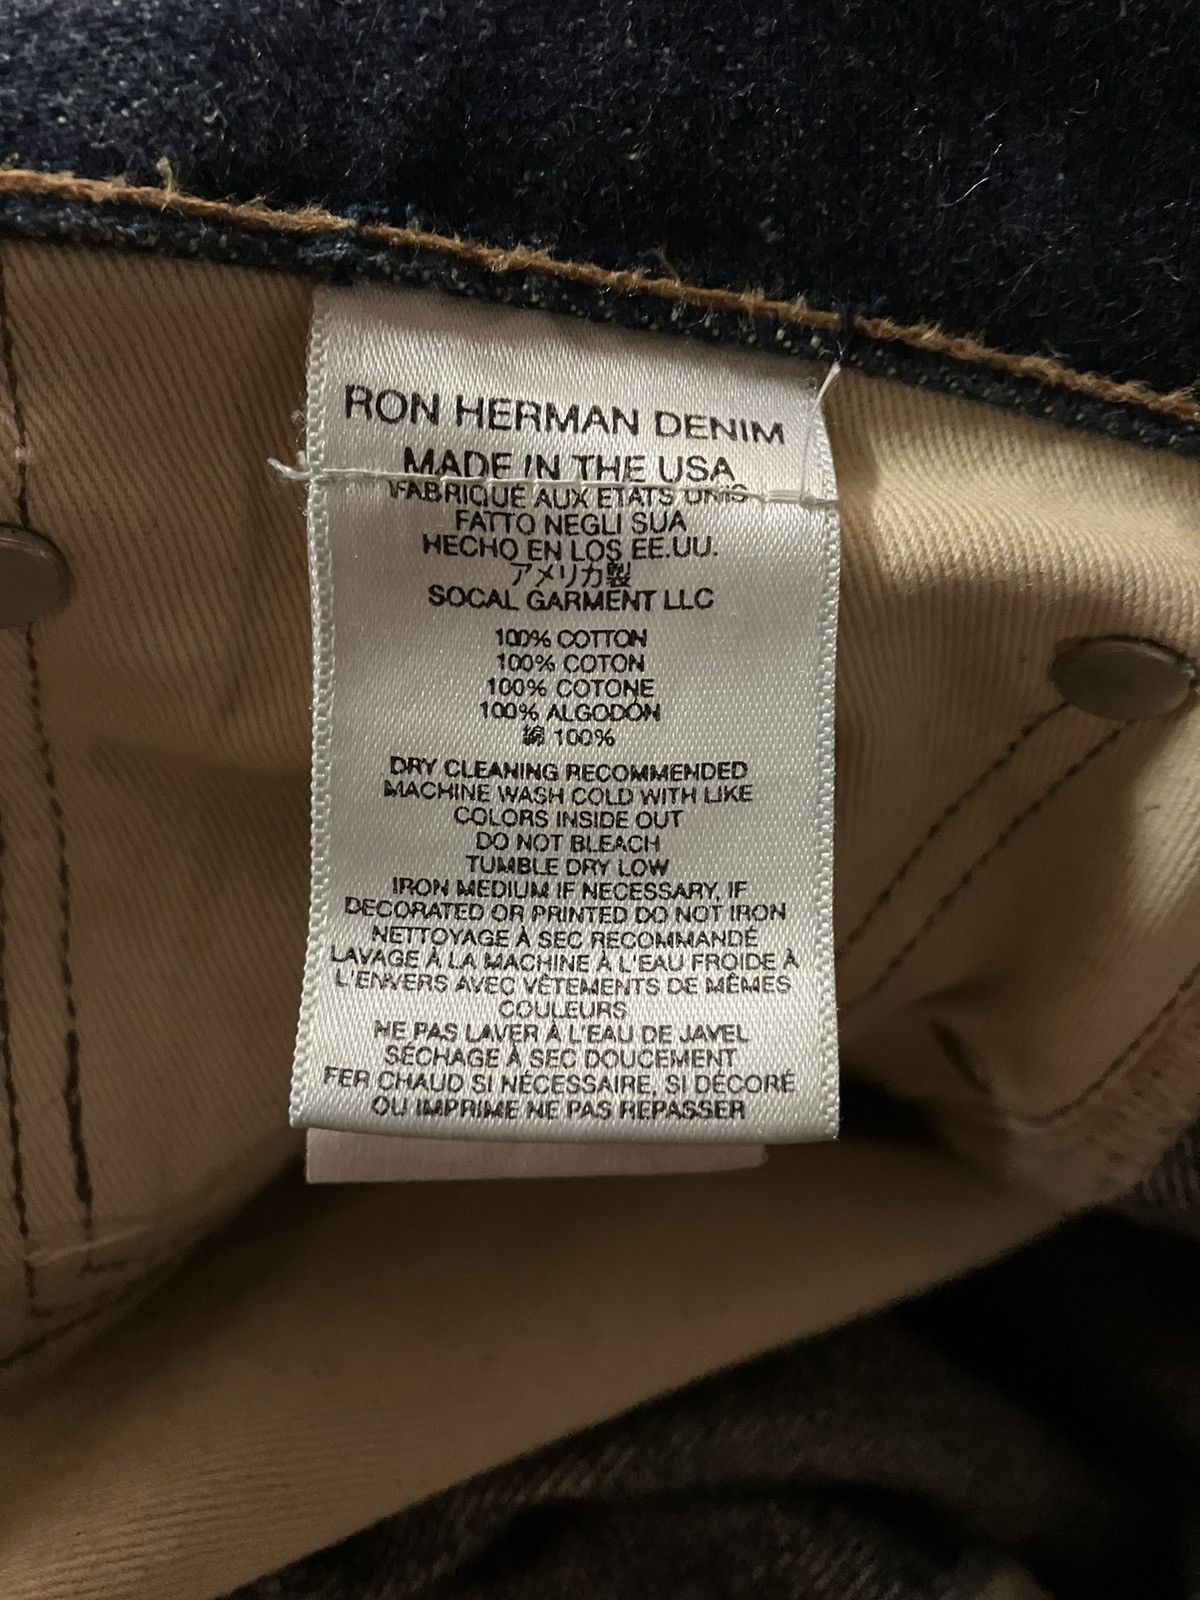 RON HERMAN DENIM
MADE IN THE USA
FABRIQUÉ AUX ETATS UNIS
FATTO NEGLI SUA
HECHO EN LOS EE.UU.
アメリカ製
SOCAL GARMENT LLC
100% COTTON
100% COTON
100% COTONE
100% ALGODÓN
綿 100%
DRY CLEANING RECOMMENDED
MACHINE WASH COLD WITH LIKE
COLORS INSIDE OUT
DO NOT BLEACH
TUMBLE DRY LOW
IRON MEDIUM IF NECESSARY, IF
DECORATED OR PRINTED DO NOT IRON
NETTOYAGE À SEC RECOMMANDÉ
LAVAGE À LA MACHINE À L'EAU FROIDE À
L'ENVERS AVEC VÊTEMENTS DE MÊMES
COULEURS
NE PAS LAVER À L'EAU DE JAVEL
SÉCHAGE À SEC DOUCEMENT
FER CHAUD SI NÉCESSAIRE, SI DÉCORÉ
OU IMPRIME NE PAS REPASSER